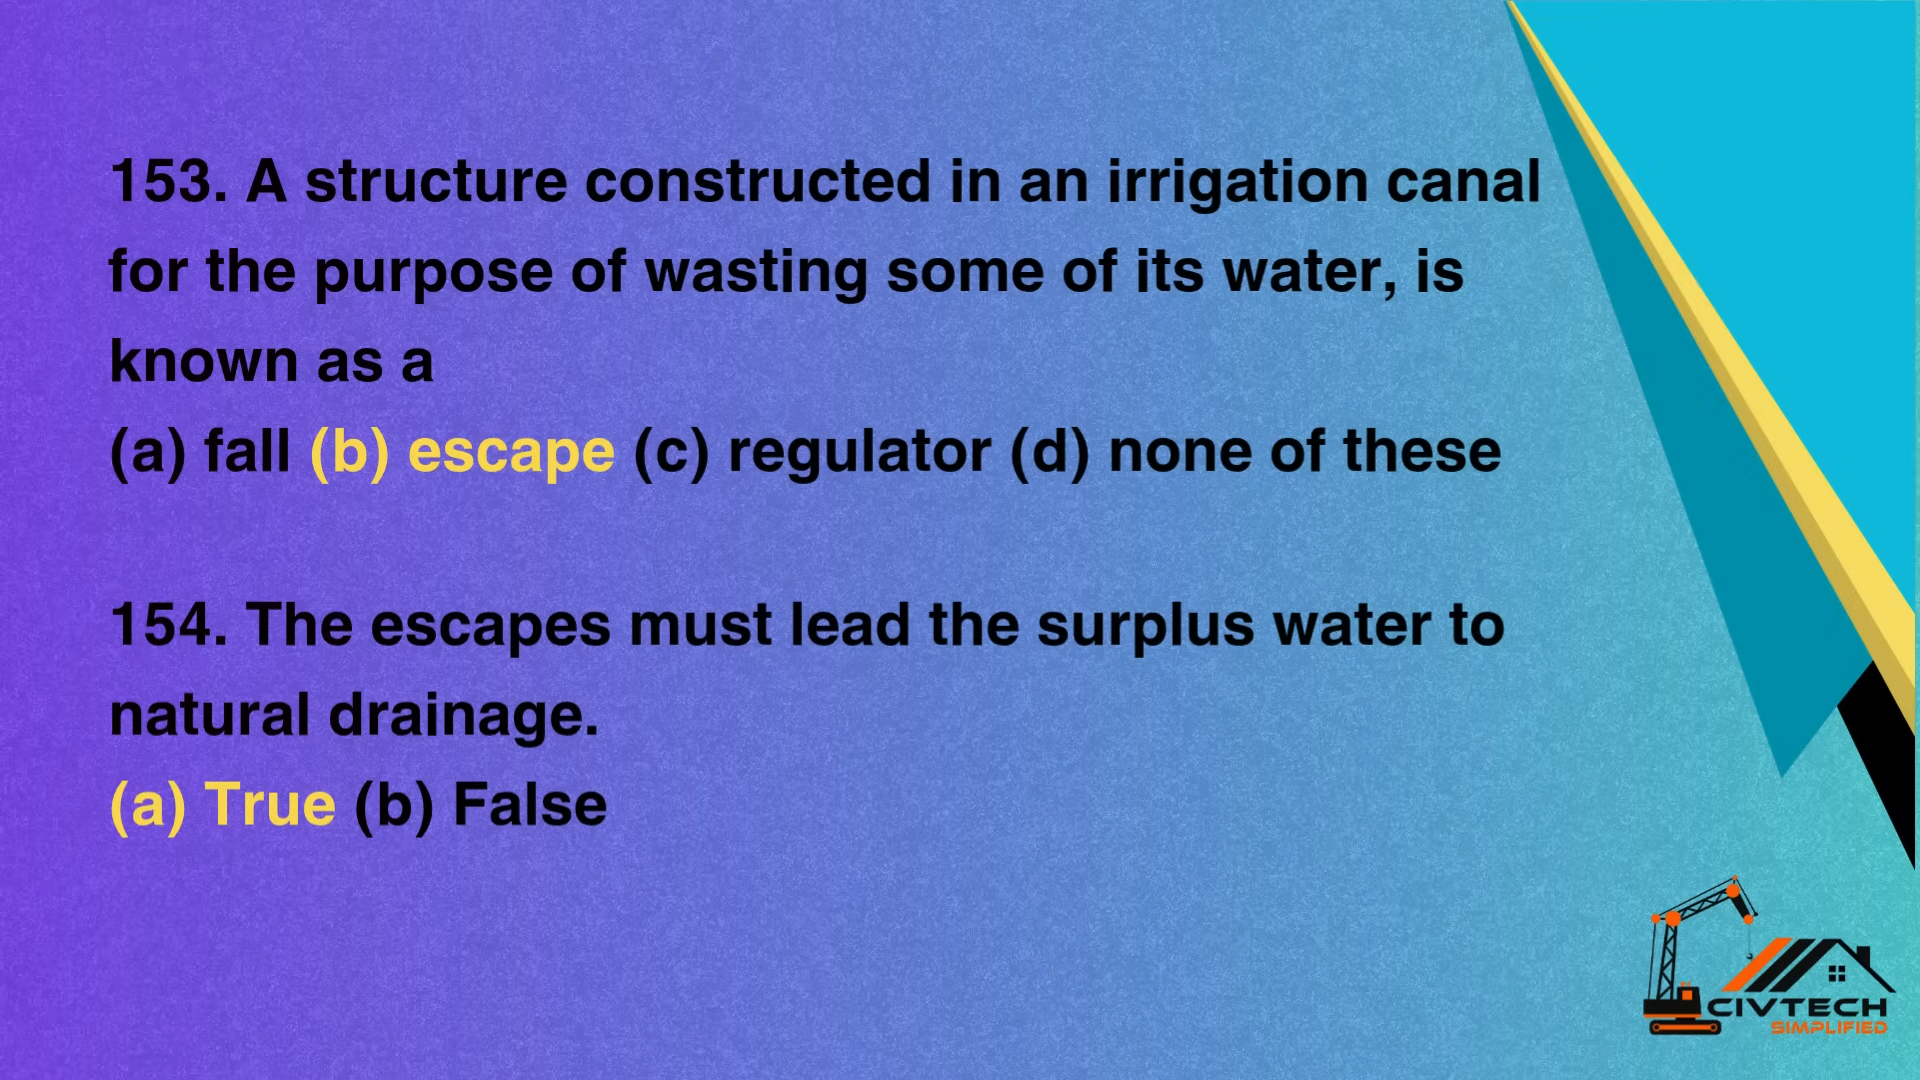 153. A structure constructed in an irrigation canal
for the purpose of wasting some of its water, is
known as a
(a) fall (b) escape (c) regulator (d) none of these
154. The escapes must lead the surplus water to
natural drainage.
(a) True (b) False
CIVTECH
SIMPLIFIED